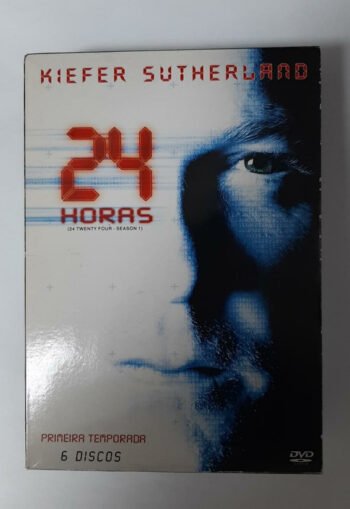 KIEFER SUTHERLAND
24
HORAS
(24 TWENTY FOUR - SEASON 1)
PRIMEIRA TEMPORADA
6 DISCOS
DVD